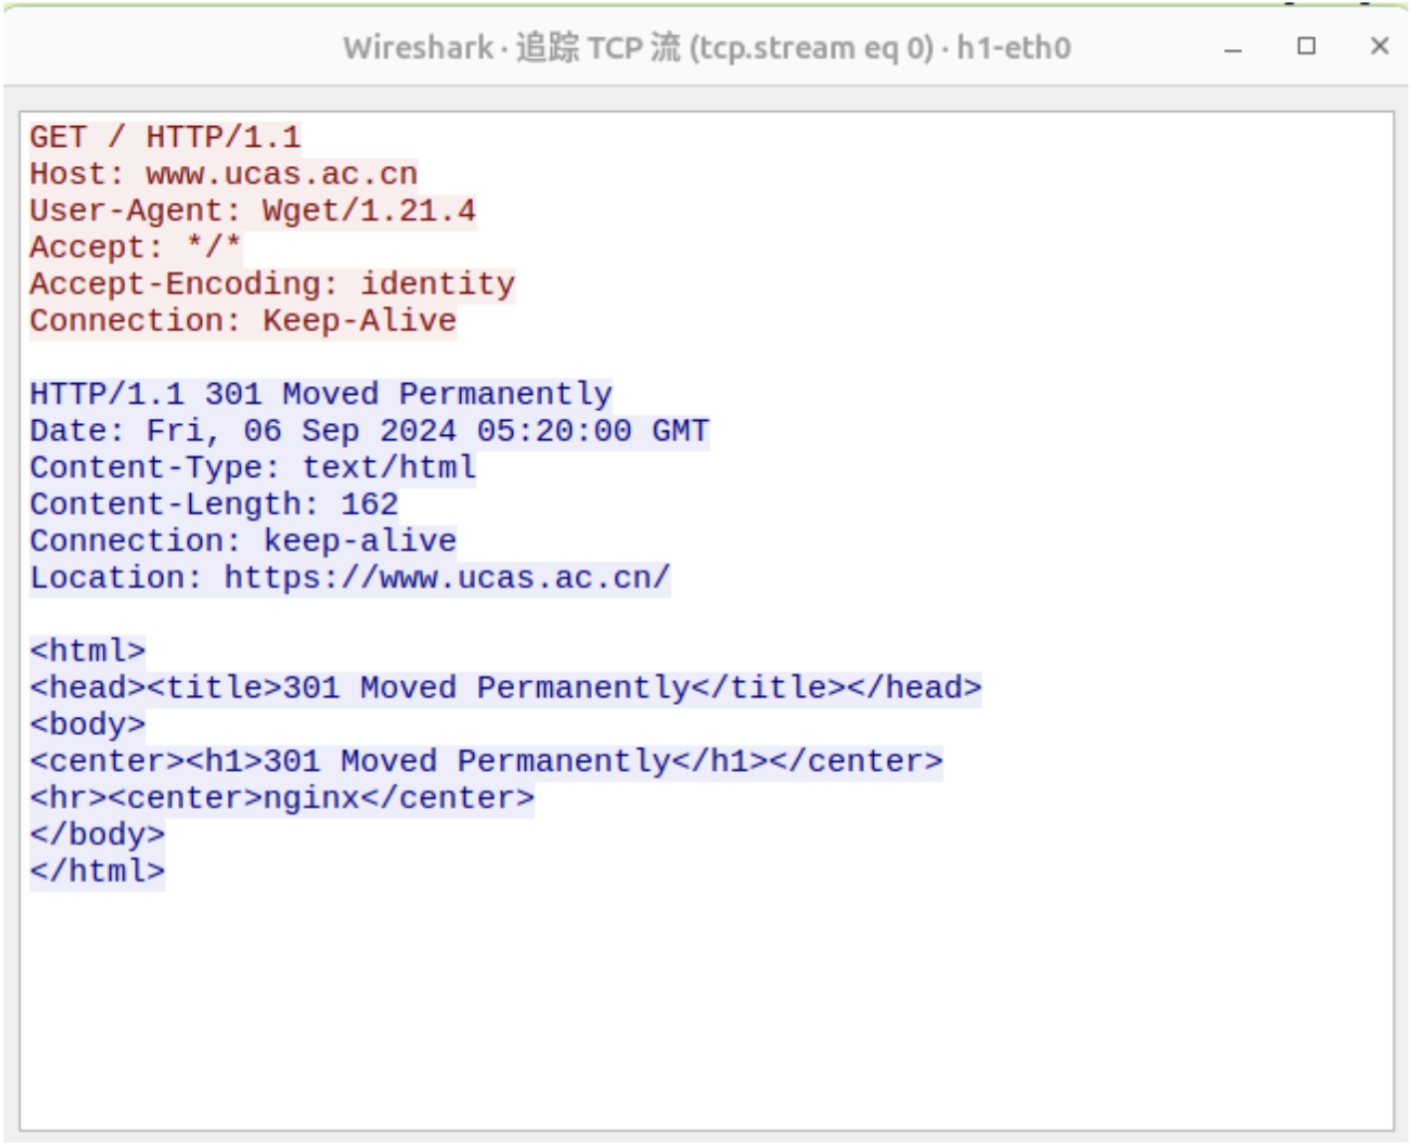 Wireshark · 追踪 TCP 流 (tcp.stream eq 0) · h1-eth0
GET / HTTP/1.1
Host: www.ucas.ac.cn
User-Agent: Wget/1.21.4
Accept: */*
Accept-Encoding: identity
Connection: Keep-Alive
HTTP/1.1 301 Moved Permanently
Date: Fri, 06 Sep 2024 05:20:00 GMT
Content-Type: text/html
Content-Length: 162
Connection: keep-alive
Location: https://www.ucas.ac.cn/
<html>
<head><title>301 Moved Permanently</title></head>
<body>
<center><h1>301 Moved Permanently</h1></center>
<hr><center>nginx</center>
</body>
</html>